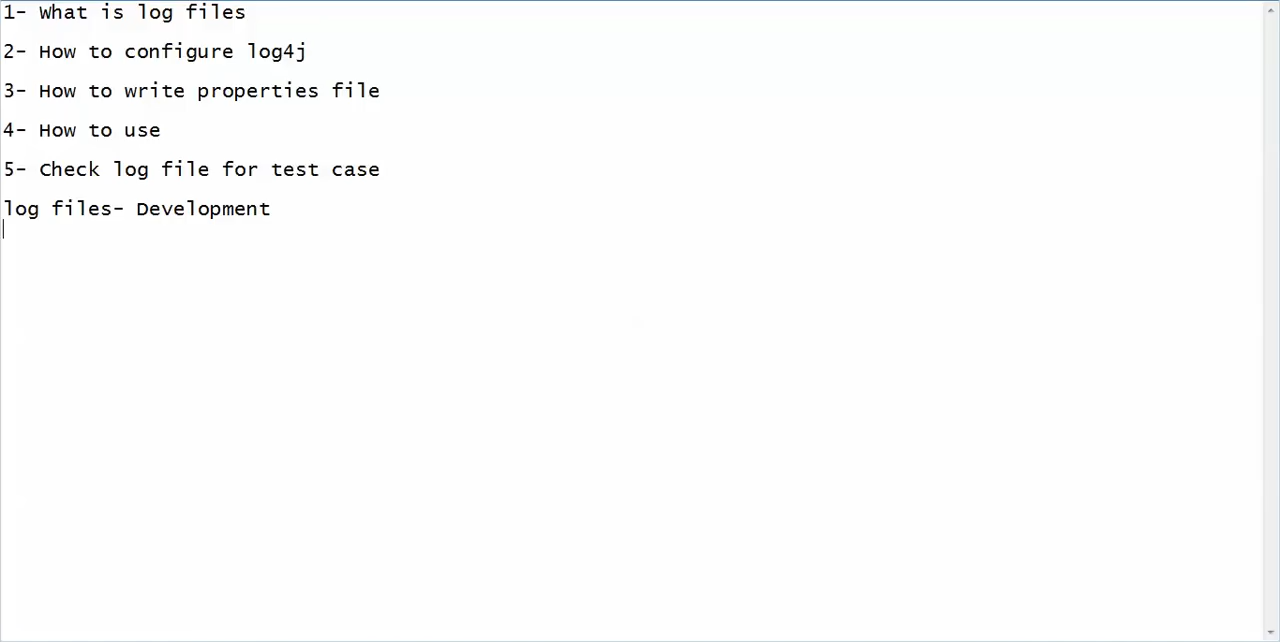 1- What is log files
2- How to configure log4j
3- How to write properties file
4- How to use
5- Check log file for test case
log files- Development